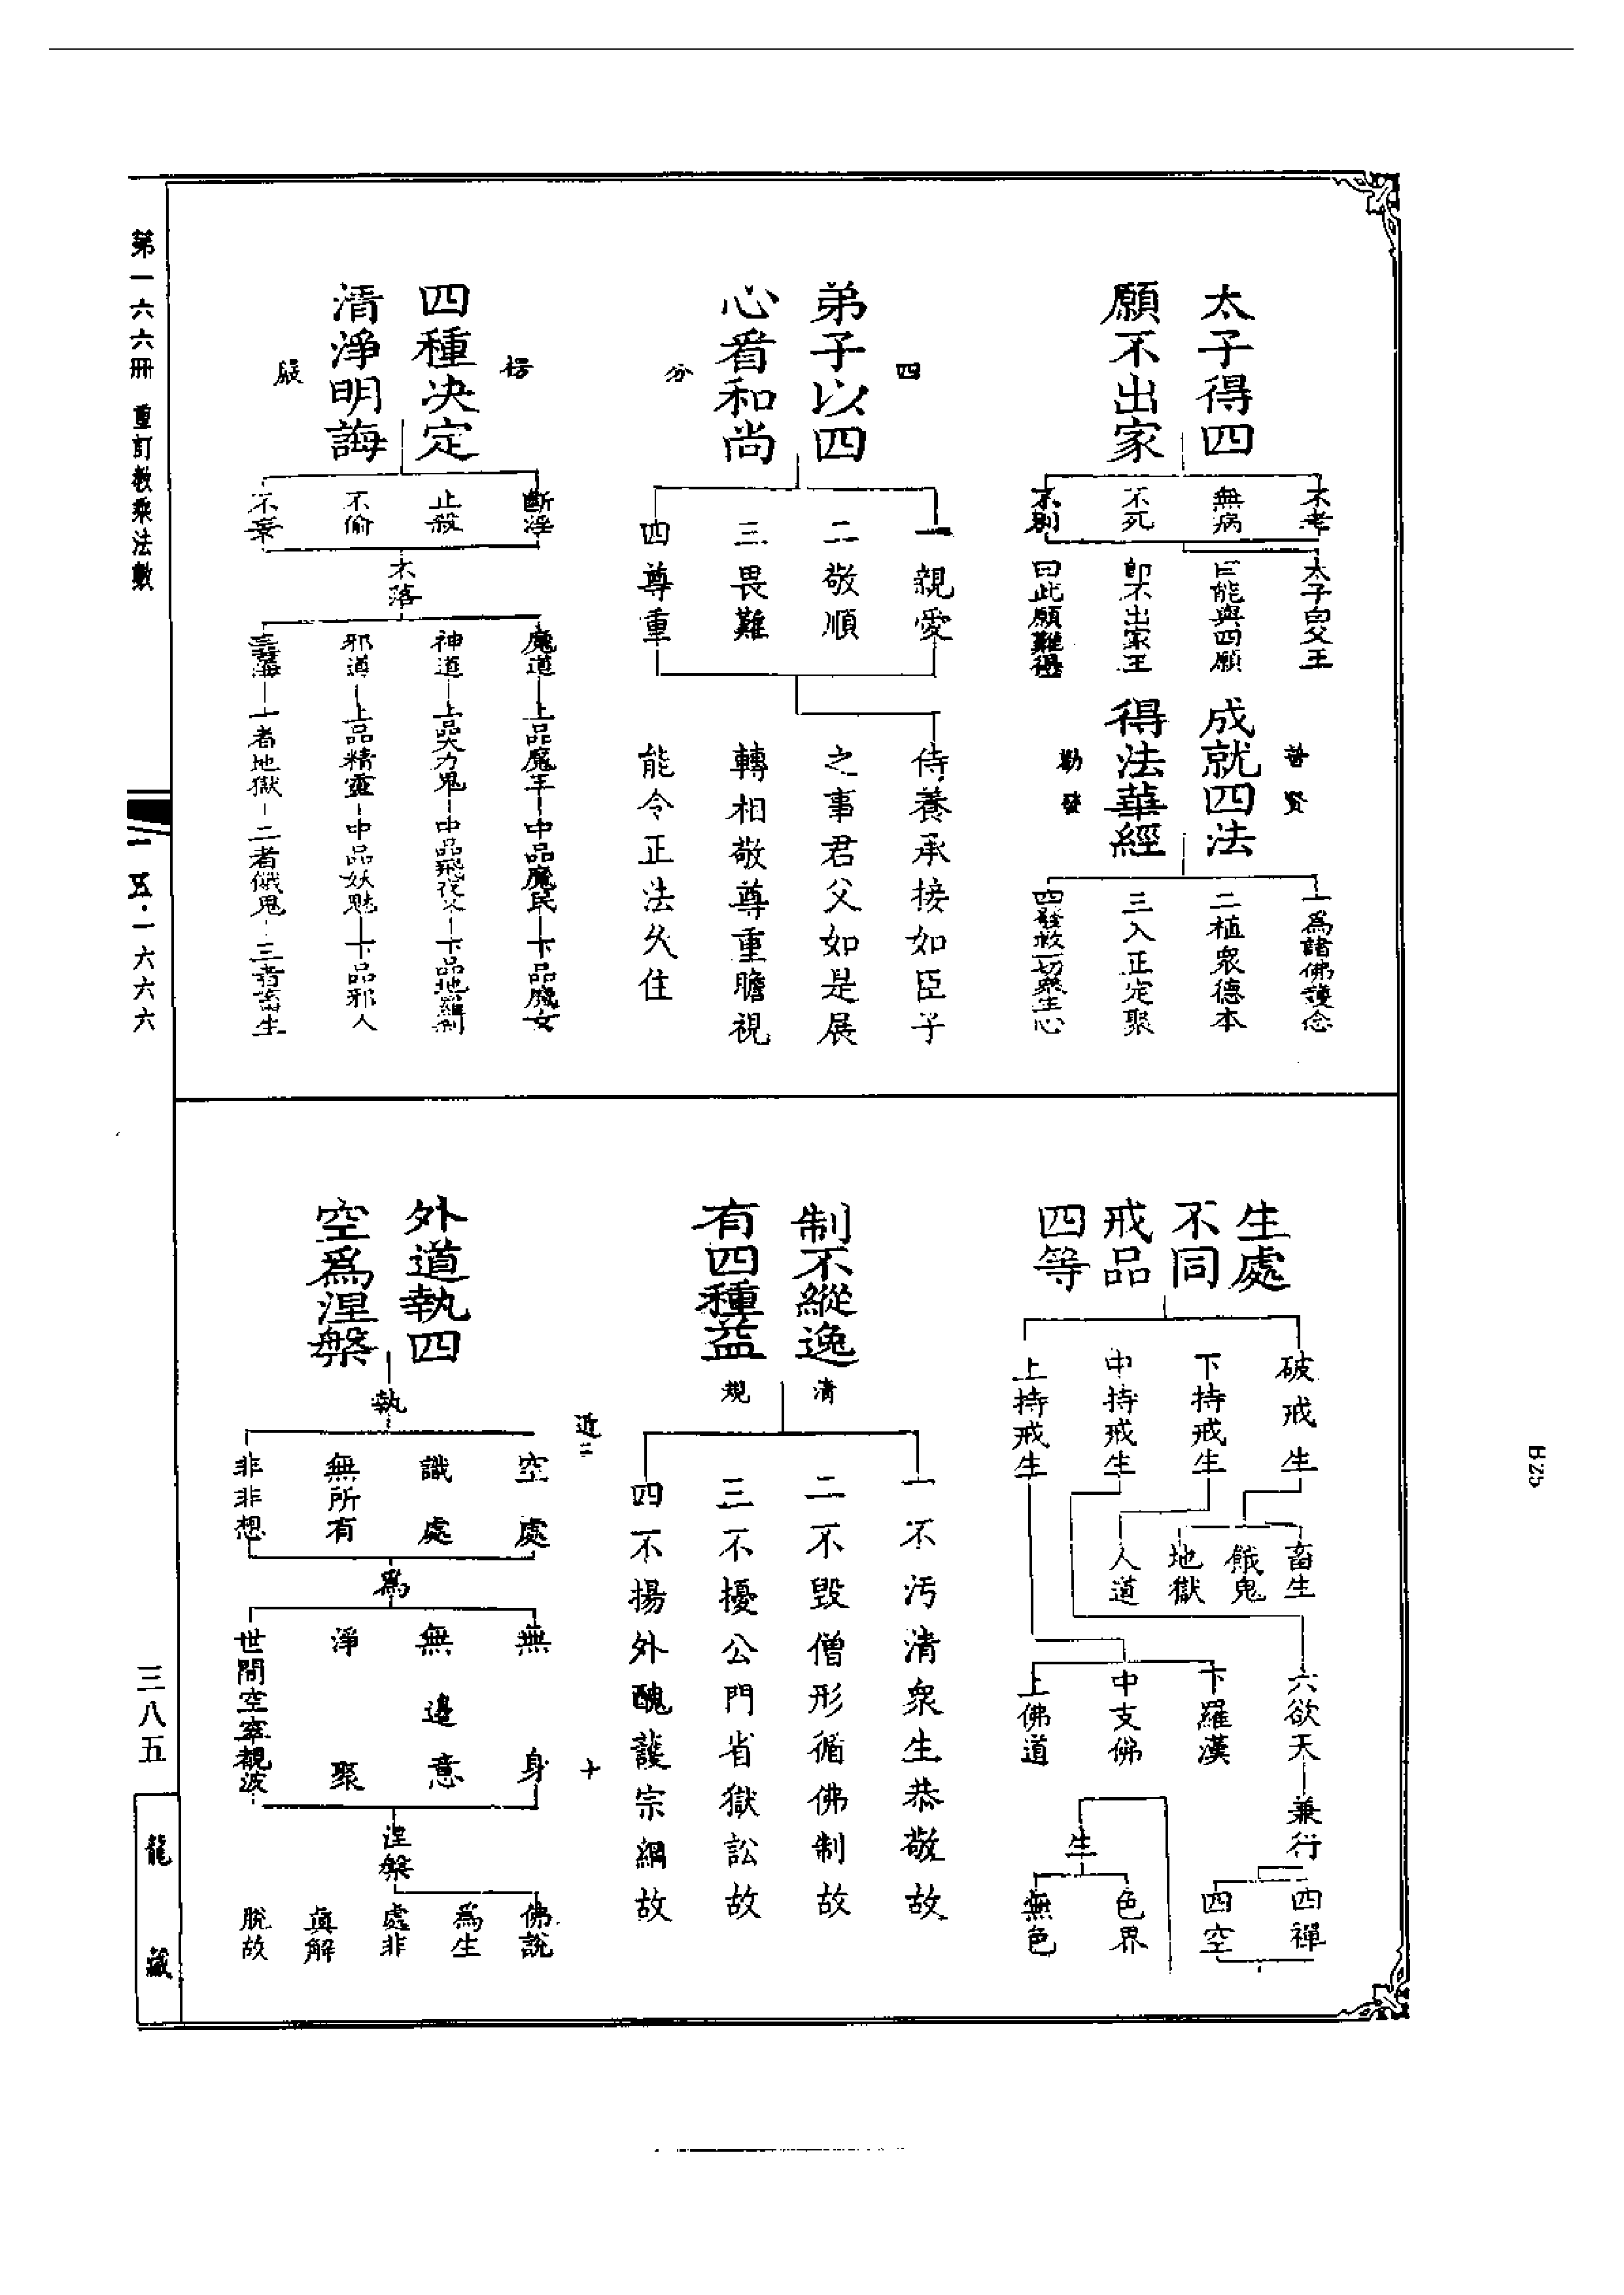 太子得四
願不出家
不老
無病
不死
不別
太子白父王
曰能與四願
卽不出家王
曰此願難得
普賢
成就四法
得法華經
勸發
一爲諸佛護念
二植衆德本
三入正定聚
四發救一切衆生心
四
弟子以四
心看和尚
分
一親愛
二敬順
三畏難
四尊重
侍養承接如臣子
之事君父如是展
轉相敬尊重瞻視
能令正法久住
楞
四種決定
清淨明誨
嚴
斷淫
止殺
不偷
不妄
不落
魔道—上品魔王—中品魔民—下品魔女
神道—上品大力鬼—中品飛夜叉—下品地羅刹
邪道—上品精靈—中品妖魅—下品邪人
一者地獄—二者餓鬼—三者畜生
生處
不同
戒品
四等
破戒生
下持戒生
中持戒生
上持戒生
畜生
餓鬼
地獄
人道
六欲天—兼行
下羅漢
中支佛
上佛道
四禪
四空
生
色界
無色
制不縱逸
有四種益
清
規
一不污清衆生恭敬故
二不毀僧形循佛制故
三不擾公門省獄訟故
四不揚外醜護宗綱故
近二
十
外道執四
空爲涅槃
執
空處
識處
無所有
非非想
爲
無身
無邊意
淨聚
世間空窣覩波
涅槃
佛說
爲生
處非
眞解
脫故
第一六六冊 重訂教乘法數
一五·一六六六
三八五
龍藏